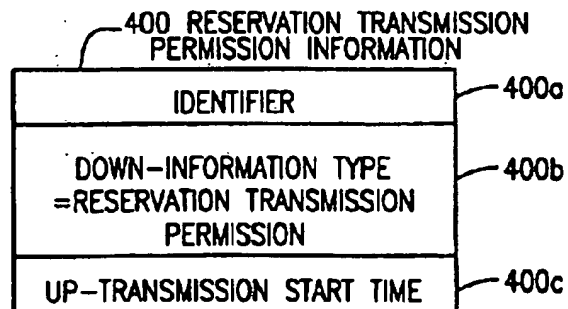 400 RESERVATION TRANSMISSION
PERMISSION INFORMATION
IDENTIFIER
400a
DOWN-INFORMATION TYPE
=RESERVATION TRANSMISSION
PERMISSION
400b
UP-TRANSMISSION START TIME
400c